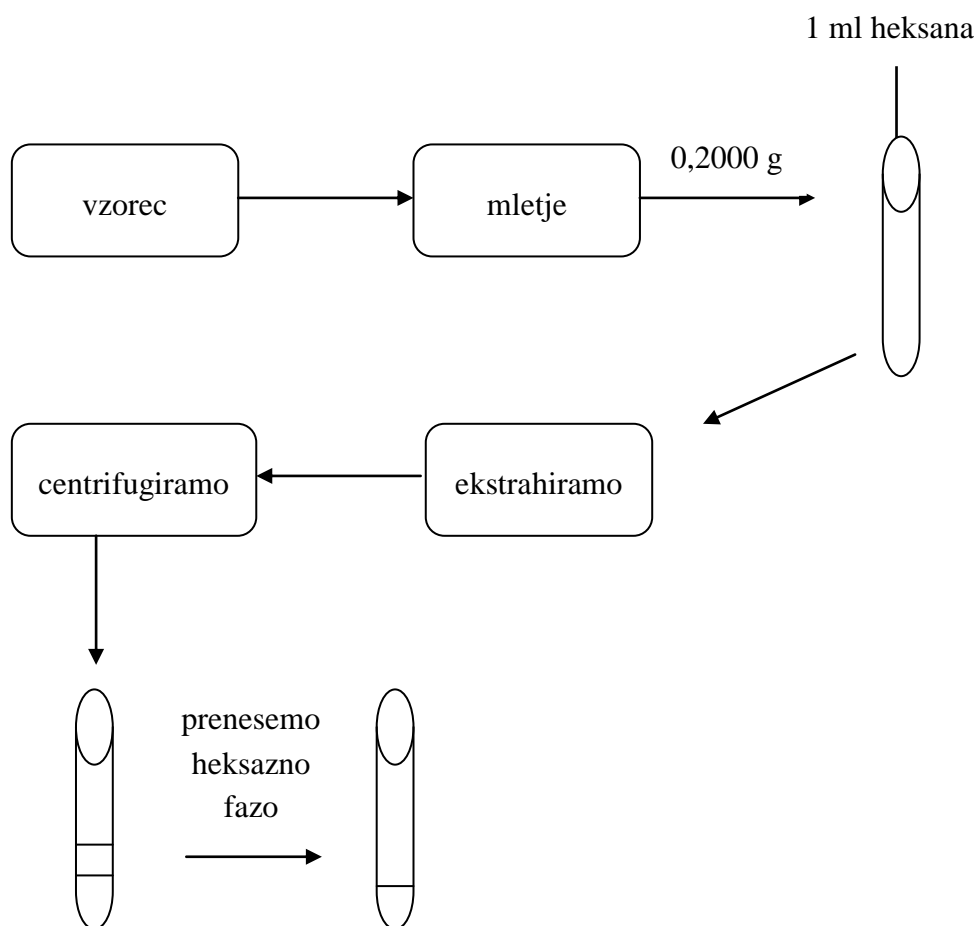 1 ml heksana
vzorec
mletje
0,2000 g
centrifugiramo
ekstrahiramo
prenesemo
heksazno
fazo